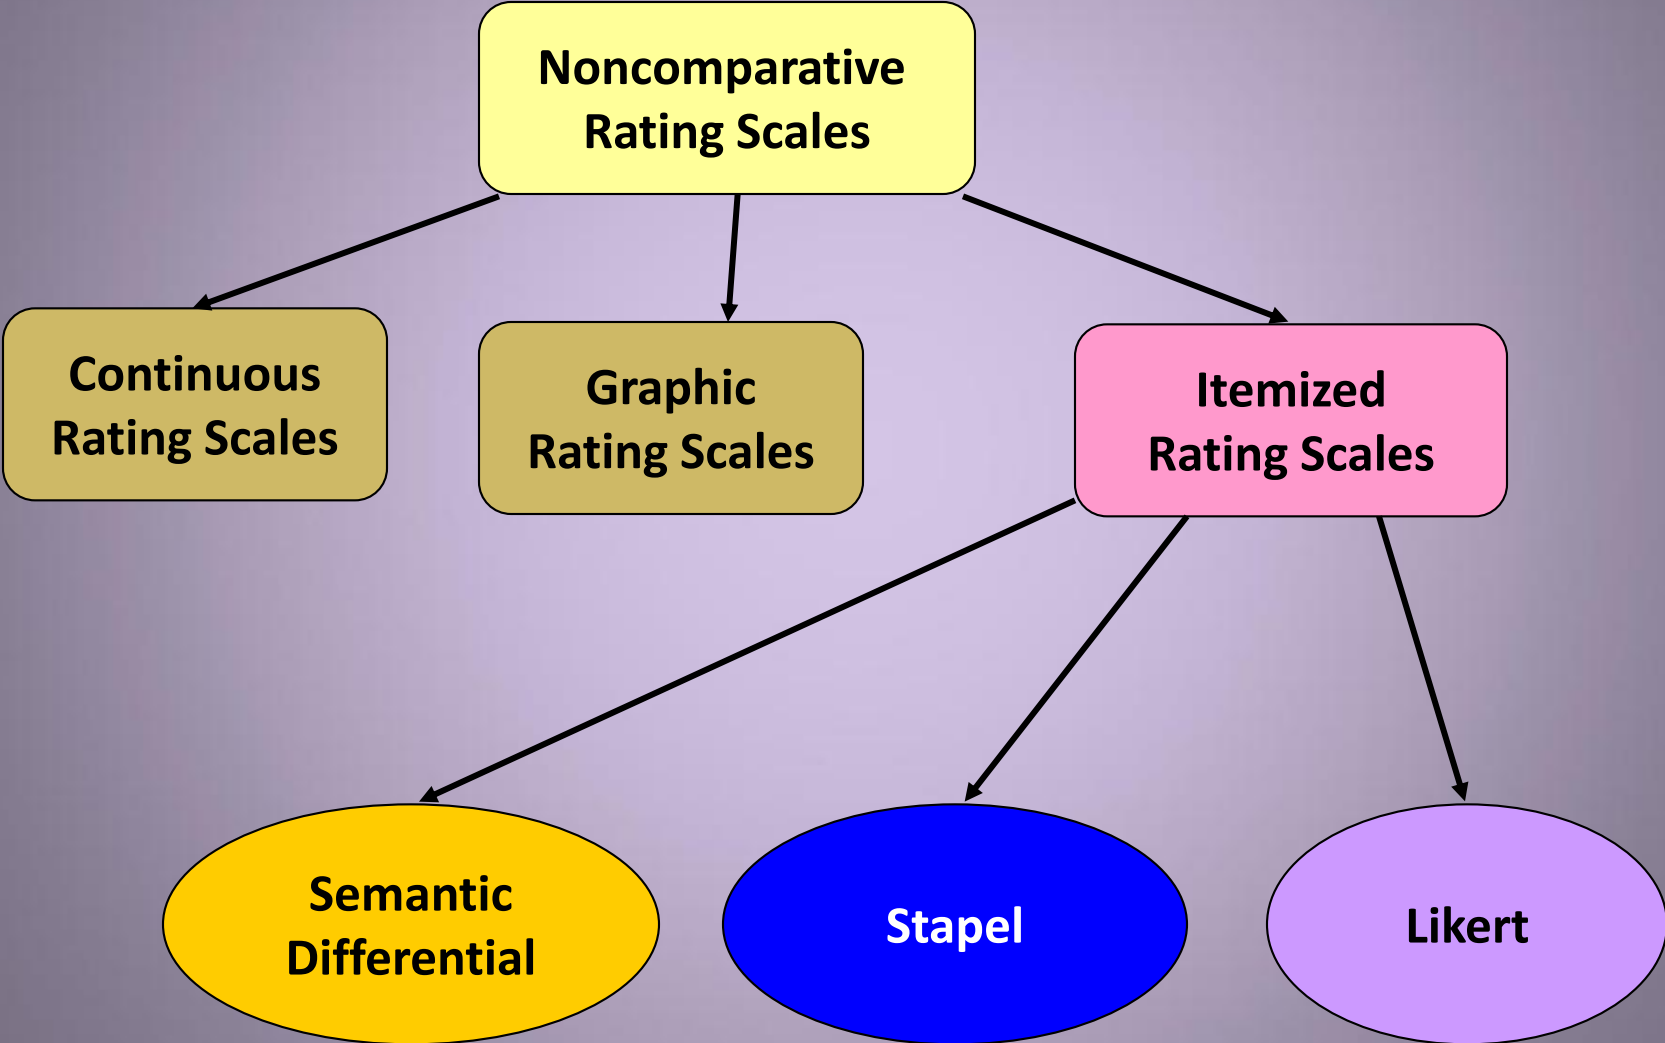 Noncomparative
Rating Scales
Continuous
Rating Scales
Graphic
Rating Scales
Itemized
Rating Scales
Semantic
Differential
Stapel
Likert